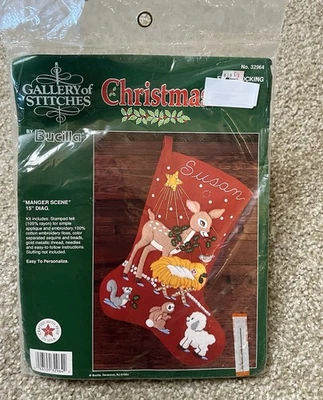 No. 32964
GALLERY of
STITCHES
Christmas
OCKING
Bucilla
Susan
"MANGER SCENE"
15" DIAG.
Kit includes: Stamped felt
(100% rayon) for simple
applique and embroidery, 100%
cotton embroidery floss, color
separated sequins and beads,
gold metallic thread, needles
and easy-to-follow instructions.
Stuffing not included.
Easy To Personalize.